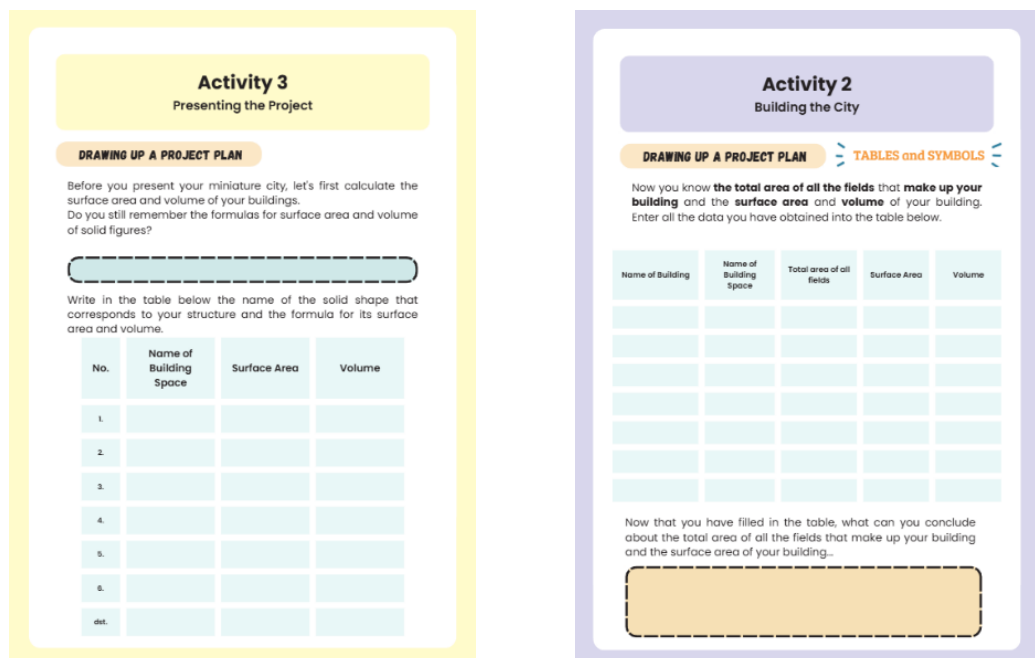 Activity 3
Presenting the Project
DRAWING UP A PROJECT PLAN
Before you present your miniature city, let's first calculate the
surface area and volume of your buildings.
Do you still remember the formulas for surface area and volume
of solid figures?
Write in the table below the name of the solid shape that
corresponds to your structure and the formula for its surface
area and volume.
No.
Name of
Building
Space
Surface Area
Volume
1.
2.
3.
4.
5.
6.
dst.
Activity 2
Building the City
DRAWING UP A PROJECT PLAN
TABLES and SYMBOLS
Now you know the total area of all the fields that make up your
building and the surface area and volume of your building.
Enter all the data you have obtained into the table below.
Name of Building
Name of
Building
Space
Total area of all
fields
Surface Area
Volume
Now that you have filled in the table, what can you conclude
about the total area of all the fields that make up your building
and the surface area of your building...